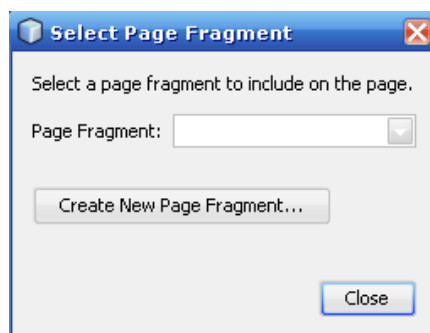 Select Page Fragment
Select a page fragment to include on the page.
Page Fragment:
Create New Page Fragment...
Close